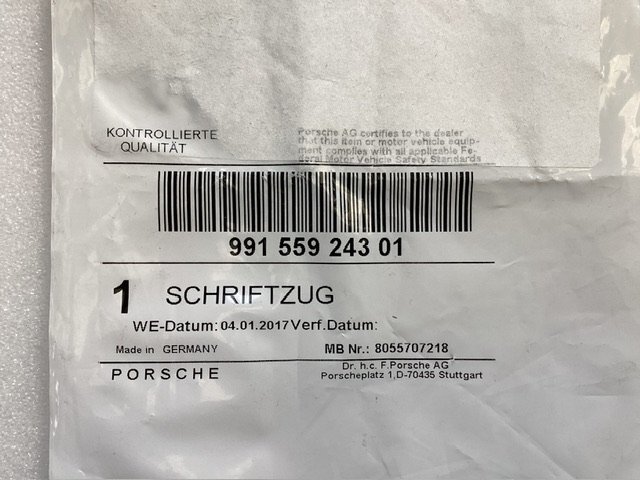 KONTROLLIERTE
QUALITÄT
Porsche AG certifies to the dealer
that this item or motor vehicle equip-
ment complies with all applicable Fe-
deral Motor Vehicle Safety Standards
991 559 243 01
1 SCHRIFTZUG
WE-Datum: 04.01.2017 Verf.Datum:
Made in GERMANY MB Nr.: 8055707218
PORSCHE
Dr. h.c. F.Porsche AG
Porscheplatz 1,D-70435 Stuttgart